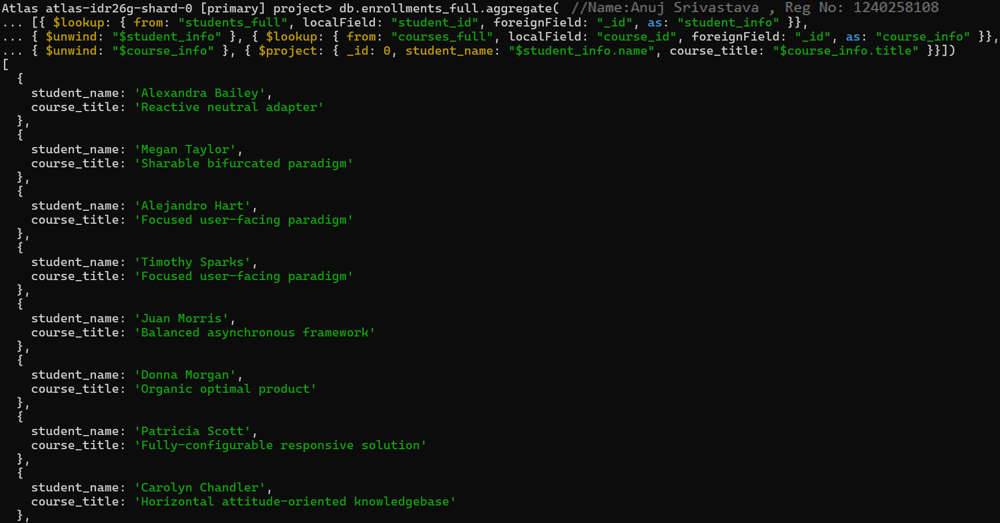 Atlas atlas-idr26g-shard-0 [primary] project> db.enrollments_full.aggregate( //Name:Anuj Srivastava , Reg No: 1240258108
... [{ $lookup: { from: "students_full", localField: "student_id", foreignField: "_id", as: "student_info" }},
... { $unwind: "$student_info" }, { $lookup: { from: "courses_full", localField: "course_id", foreignField: "_id", as: "course_info" }},
... { $unwind: "$course_info" }, { $project: { _id: 0, student_name: "$student_info.name", course_title: "$course_info.title" }}])
[
  {
    student_name: 'Alexandra Bailey',
    course_title: 'Reactive neutral adapter'
  },
  {
    student_name: 'Megan Taylor',
    course_title: 'Sharable bifurcated paradigm'
  },
  {
    student_name: 'Alejandro Hart',
    course_title: 'Focused user-facing paradigm'
  },
  {
    student_name: 'Timothy Sparks',
    course_title: 'Focused user-facing paradigm'
  },
  {
    student_name: 'Juan Morris',
    course_title: 'Balanced asynchronous framework'
  },
  {
    student_name: 'Donna Morgan',
    course_title: 'Organic optimal product'
  },
  {
    student_name: 'Patricia Scott',
    course_title: 'Fully-configurable responsive solution'
  },
  {
    student_name: 'Carolyn Chandler',
    course_title: 'Horizontal attitude-oriented knowledgebase'
  },